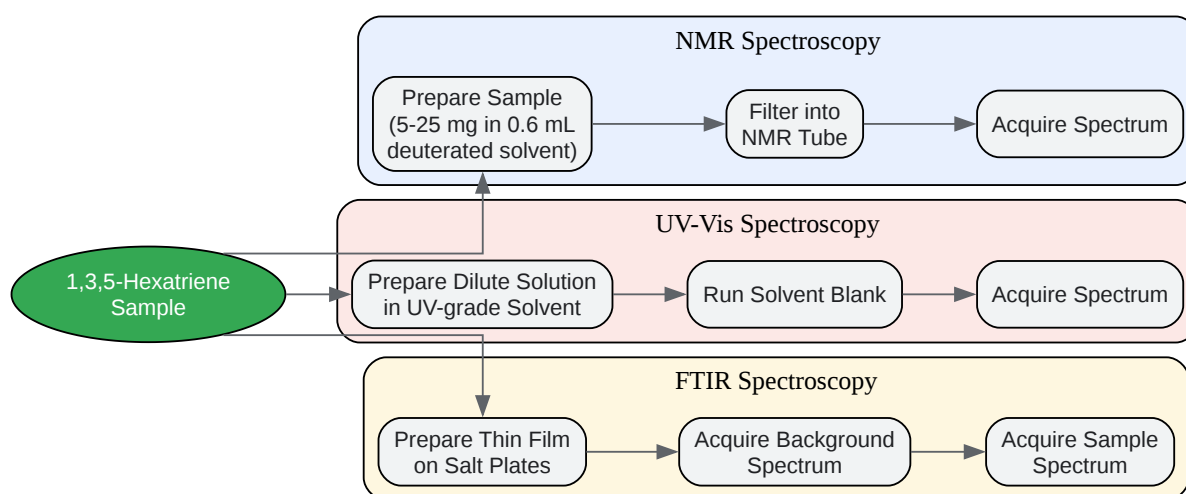 NMR Spectroscopy
Prepare Sample
(5-25 mg in 0.6 mL
deuterated solvent)
Filter into
NMR Tube
Acquire Spectrum
UV-Vis Spectroscopy
1,3,5-Hexatriene
Sample
Prepare Dilute Solution
in UV-grade Solvent
Run Solvent Blank
Acquire Spectrum
FTIR Spectroscopy
Prepare Thin Film
on Salt Plates
Acquire Background
Spectrum
Acquire Sample
Spectrum